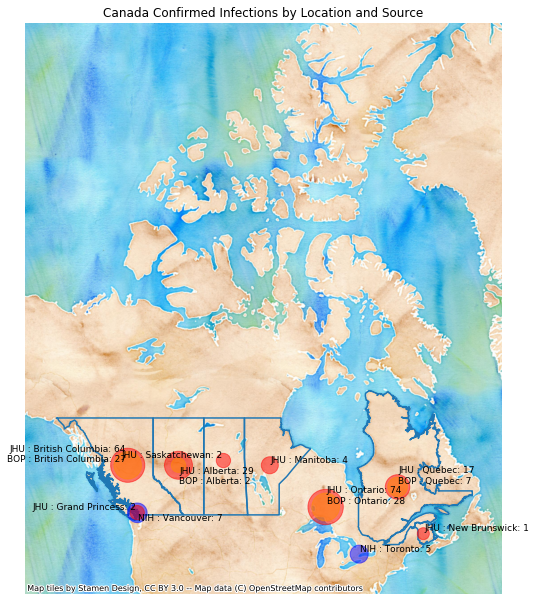 Canada Confirmed Infections by Location and Source
JHU : British Columbia: 64
BOP : British Columbia: 27
JHU : Saskatchewan: 2
JHU : Alberta: 29
BOP : Alberta: 2
JHU : Manitoba: 4
JHU : Quebec: 17
BOP : Quebec: 7
JHU : Ontario: 74
BOP : Ontario: 28
JHU : Grand Princess: 2
NIH : Vancouver: 7
JHU : New Brunswick: 1
NIH : Toronto: 5
Map tiles by Stamen Design, CC BY 3.0 -- Map data (C) OpenStreetMap contributors